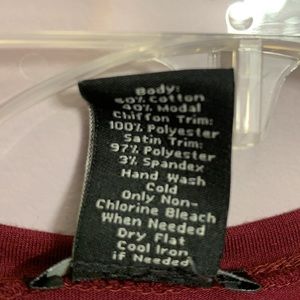 Body:
60% Cotton
40% Modal
Chiffon Trim:
100% Polyester
Satin Trim:
97% Polyester
3% Spandex
Hand Wash
Cold
Only Non-
Chlorine Bleach
When Needed
Dry Flat
Cool Iron
if Needed